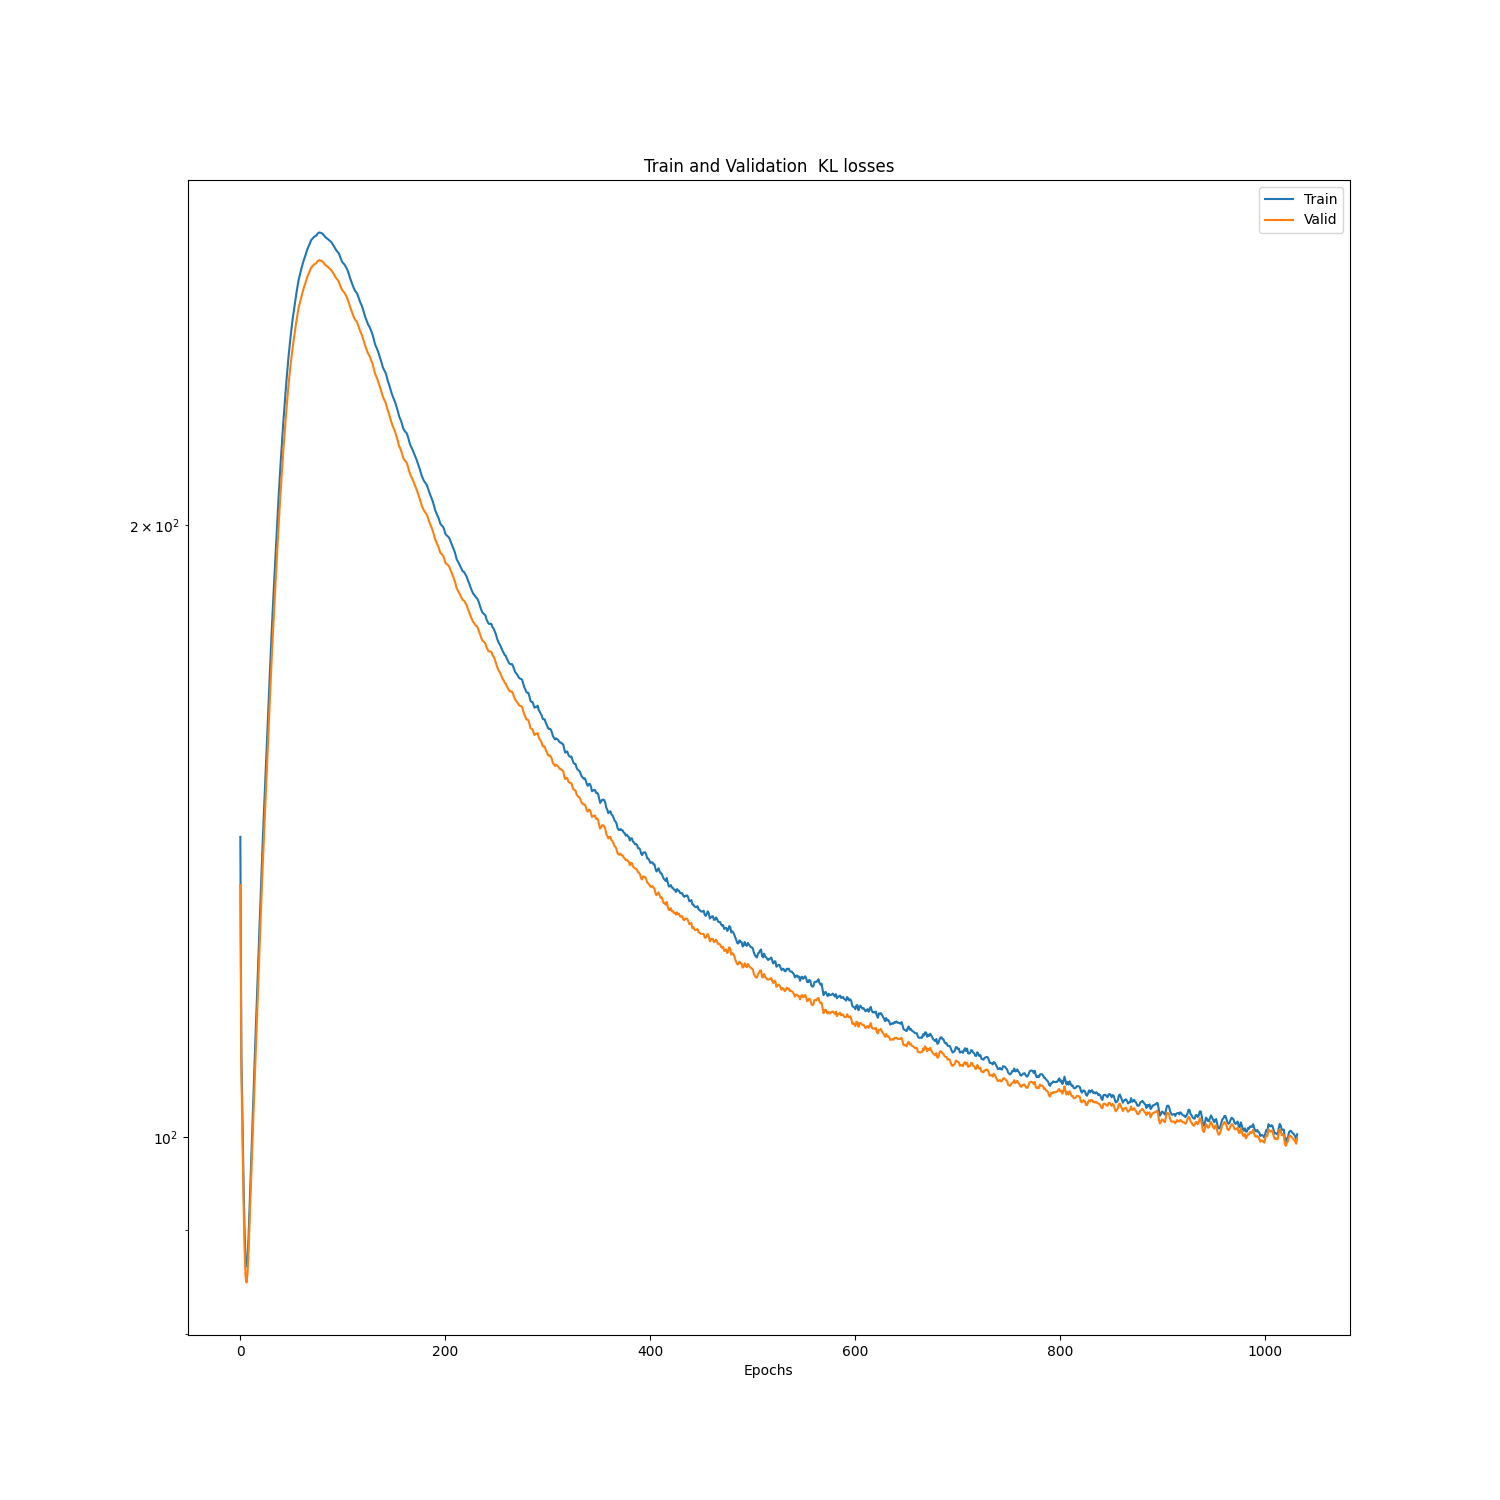 Train and Validation  KL losses
Train
Valid
2 × 10²
10²
0 200 400 600 800 1000
Epochs